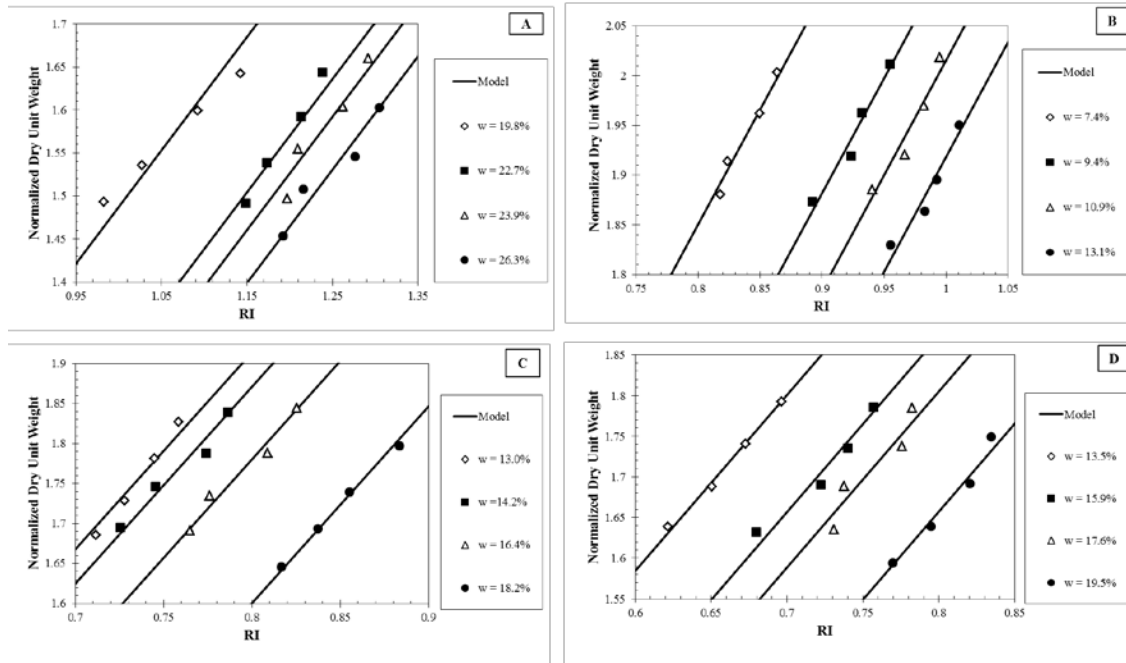 A
Normalized Dry Unit Weight
1.7
1.65
1.6
1.55
1.5
1.45
1.4
0.95 1.05 1.15 1.25 1.35
RI
Model
w = 19.8%
w = 22.7%
w = 23.9%
w = 26.3%
B
Normalized Dry Unit Weight
2.05
2
1.95
1.9
1.85
1.8
0.75 0.8 0.85 0.9 0.95 1 1.05
RI
Model
w = 7.4%
w = 9.4%
w = 10.9%
w = 13.1%
C
Normalized Dry Unit Weight
1.9
1.85
1.8
1.75
1.7
1.65
1.6
0.7 0.75 0.8 0.85 0.9
RI
Model
w = 13.0%
w =14.2%
w = 16.4%
w = 18.2%
D
Normalized Dry Unit Weight
1.85
1.8
1.75
1.7
1.65
1.6
1.55
0.6 0.65 0.7 0.75 0.8 0.85
RI
Model
w = 13.5%
w = 15.9%
w = 17.6%
w = 19.5%